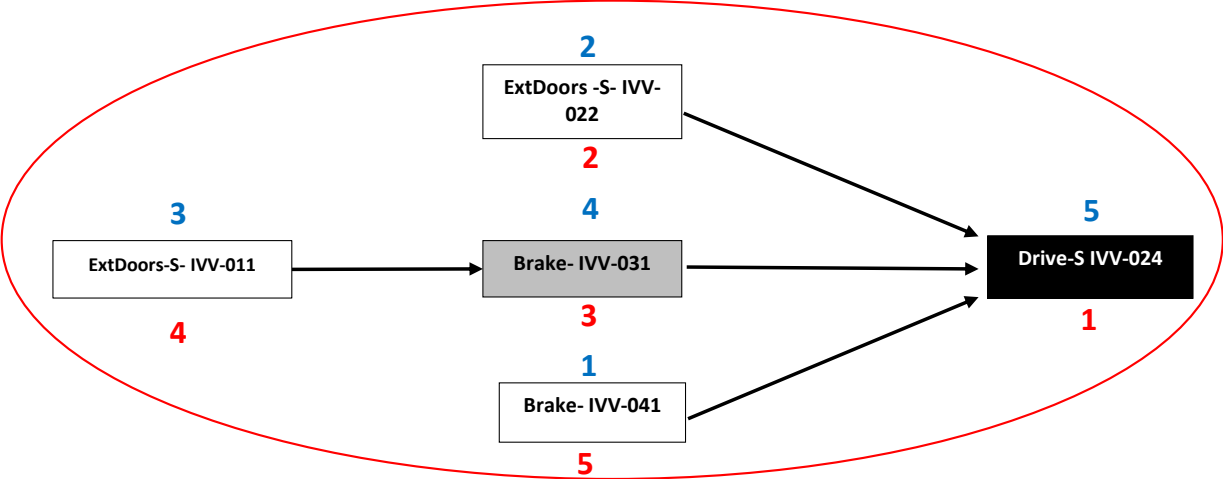 2
ExtDoors -S- IVV-
022
2
3
ExtDoors-S- IVV-011
4
4
Brake- IVV-031
3
5
Drive-S IVV-024
1
1
Brake- IVV-041
5